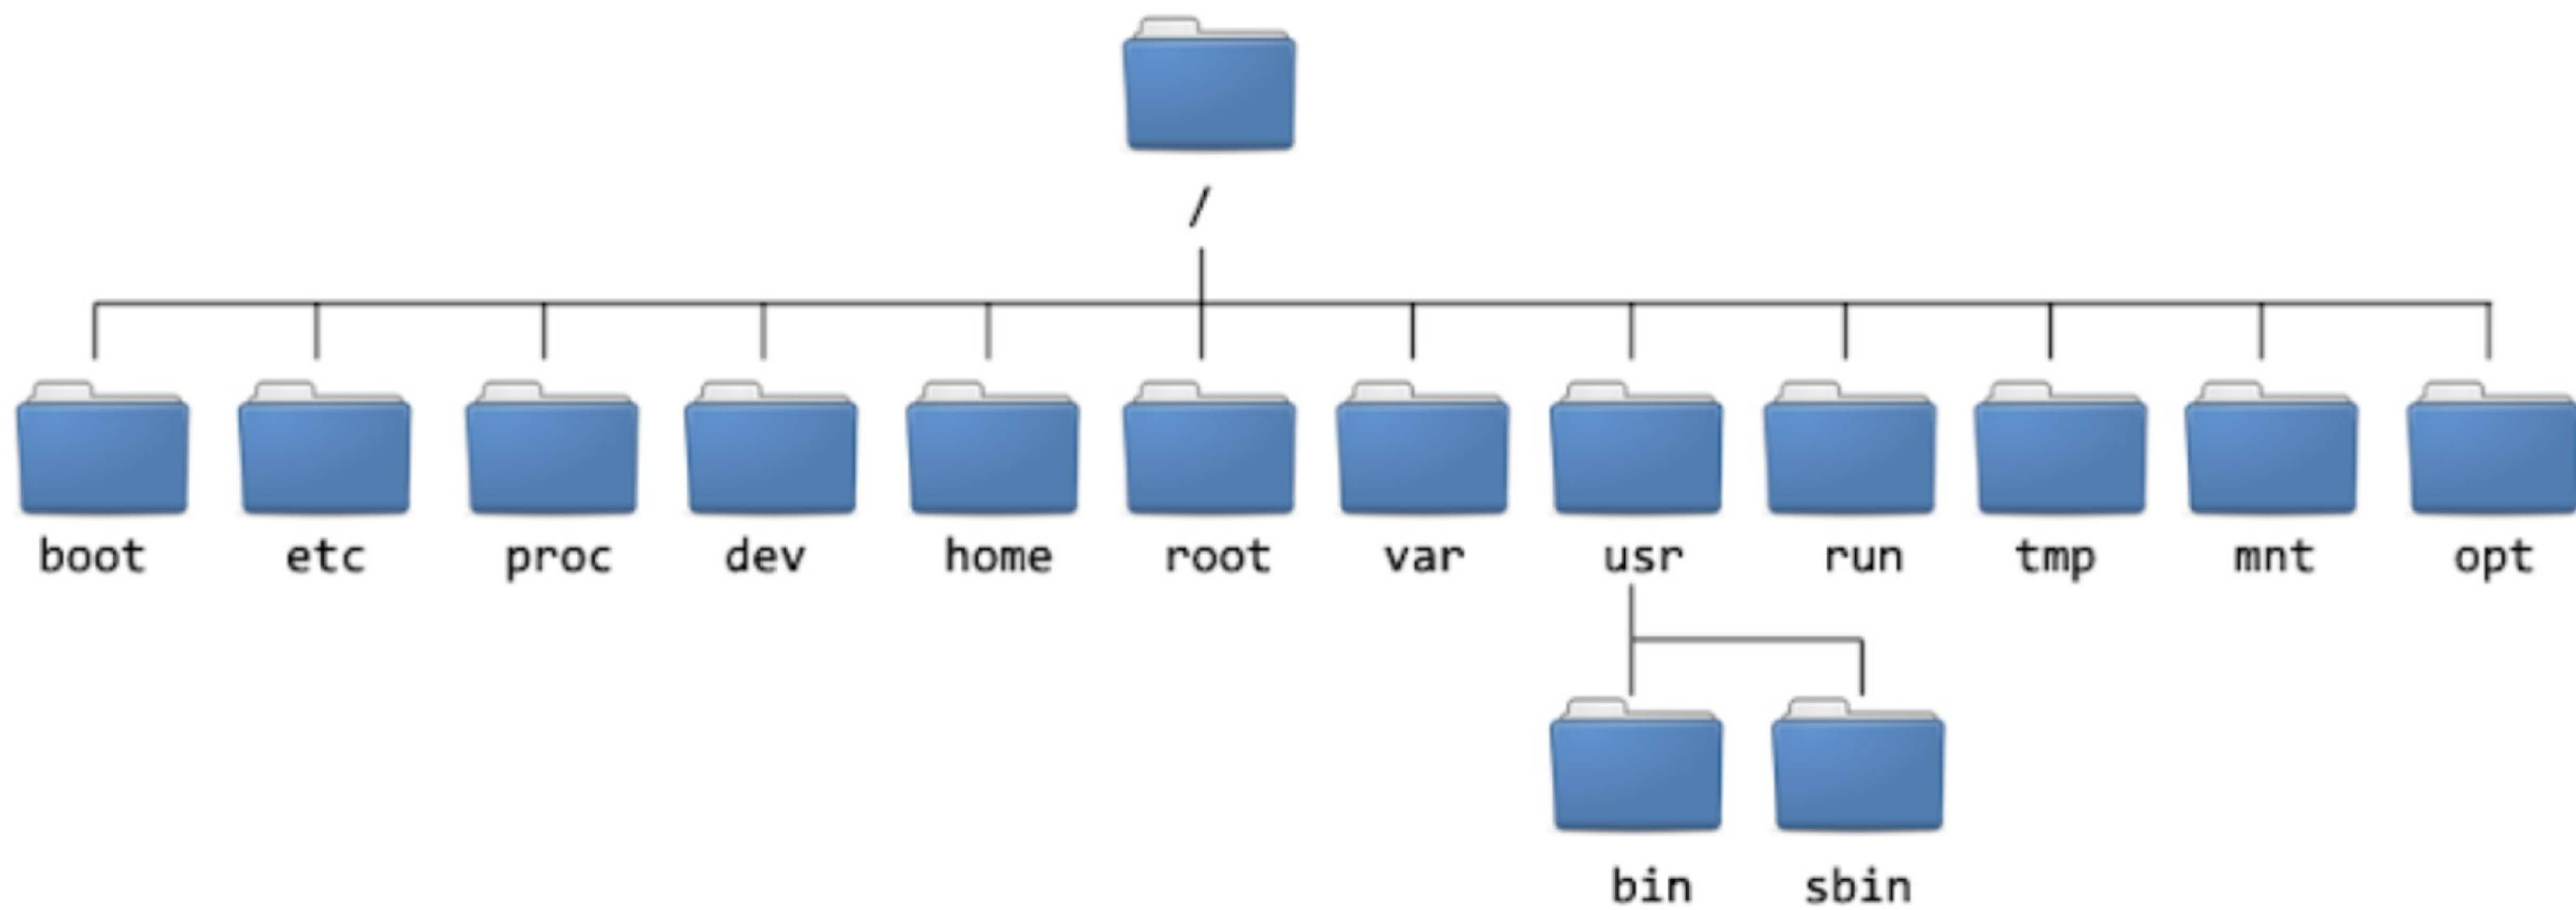 /
boot etc proc dev home root var usr run tmp mnt opt
bin sbin